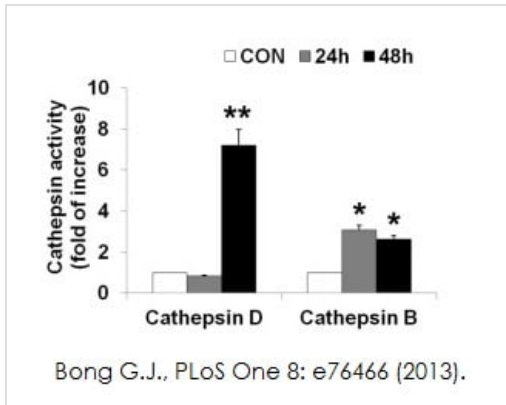 CON 24h 48h
Cathepsin activity
(fold of increase)
10
8
6
4
2
0
**
*
*
Cathepsin D Cathepsin B
Bong G.J., PLoS One 8: e76466 (2013).